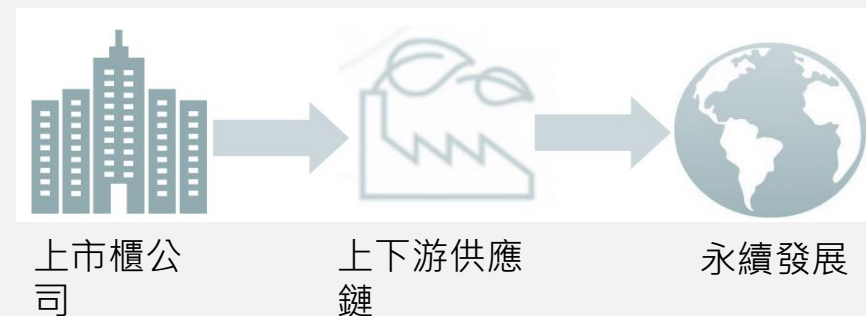 上市櫃公
司
上下游供應
鏈
永續發展